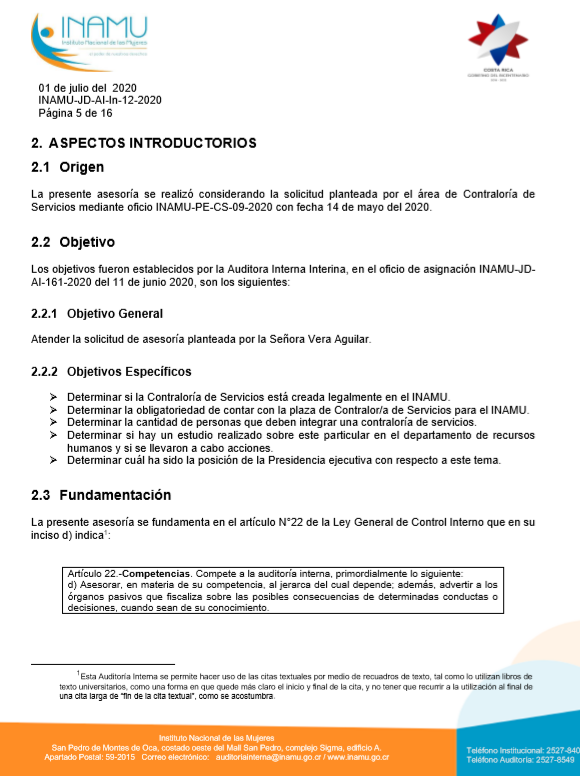 INAMU
Instituto Nacional de las Mujeres
COSTA RICA
GOBIERNO DEL BICENTENARIO
01 de julio del 2020
INAMU-JD-AI-In-12-2020
Página 5 de 16
2. ASPECTOS INTRODUCTORIOS
2.1 Origen
La presente asesoría se realizó considerando la solicitud planteada por el área de Contraloría de
Servicios mediante oficio INAMU-PE-CS-09-2020 con fecha 14 de mayo del 2020.
2.2 Objetivo
Los objetivos fueron establecidos por la Auditora Interna Interina, en el oficio de asignación INAMU-JD-
AI-161-2020 del 11 de junio 2020, son los siguientes:
2.2.1 Objetivo General
Atender la solicitud de asesoría planteada por la Señora Vera Aguilar.
2.2.2 Objetivos Específicos
➢ Determinar si la Contraloría de Servicios está creada legalmente en el INAMU.
➢ Determinar la obligatoriedad de contar con la plaza de Contralor/a de Servicios para el INAMU.
➢ Determinar la cantidad de personas que deben integrar una contraloría de servicios.
➢ Determinar si hay un estudio realizado sobre este particular en el departamento de recursos
humanos y si se llevaron a cabo acciones.
➢ Determinar cuál ha sido la posición de la Presidencia ejecutiva con respecto a este tema.
2.3 Fundamentación
La presente asesoría se fundamenta en el artículo N°22 de la Ley General de Control Interno que en su
inciso d) indica¹:
Artículo 22.-Competencias. Compete a la auditoría interna, primordialmente lo siguiente:
d) Asesorar, en materia de su competencia, al jerarca del cual depende; además, advertir a los
órganos pasivos que fiscaliza sobre las posibles consecuencias de determinadas conductas o
decisiones, cuando sean de su conocimiento.
¹Esta Auditoría Interna se permite hacer uso de las citas textuales por medio de recuadros de texto, tal como lo utilizan libros de
texto universitarios, como una forma en que quede más claro el inicio y final de la cita, y no tener que recurrir a la utilización al final de
una cita larga de "fin de la cita textual", como se acostumbra.
Instituto Nacional de las Mujeres
San Pedro de Montes de Oca, costado oeste del Mall San Pedro, complejo Sigma, edificio A.
Apartado Postal: 59-2015 Correo electrónico: auditoriainterna@inamu.go.cr / www.inamu.go.cr
Teléfono Institucional: 2527-840
Teléfono Auditoría: 2527-8549